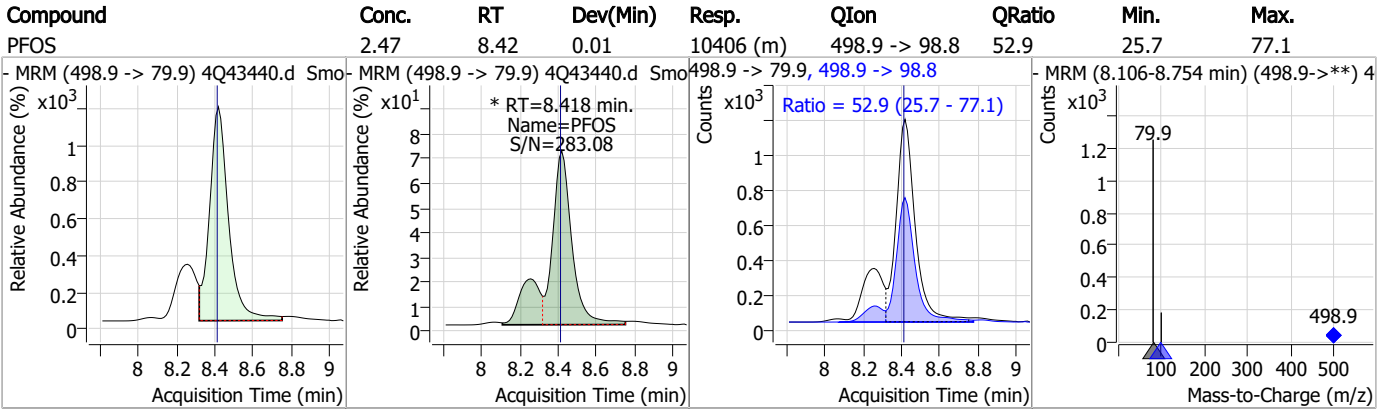 Compound Conc. RT Dev(Min) Resp. QIon QRatio Min. Max.
PFOS 2.47 8.42 0.01 10406 (m) 498.9 -> 98.8 52.9 25.7 77.1
- MRM (498.9 -> 79.9) 4Q43440.d Smo
x10³
Relative Abundance (%)
1
0.8
0.6
0.4
0.2
0
8 8.2 8.4 8.6 8.8 9
Acquisition Time (min)
- MRM (498.9 -> 79.9) 4Q43440.d Smo
x10¹
* RT=8.418 min.
Name=PFOS
S/N=283.08
Relative Abundance (%)
8
7
6
5
4
3
2
1
0
8 8.2 8.4 8.6 8.8 9
Acquisition Time (min)
498.9 -> 79.9, 498.9 -> 98.8
x10³
Ratio = 52.9 (25.7 - 77.1)
Counts
1
0.8
0.6
0.4
0.2
0
8 8.2 8.4 8.6 8.8 9
Acquisition Time (min)
- MRM (8.106-8.754 min) (498.9->**) 4
x10³
Counts
79.9
1.2
1
0.8
0.6
0.4
0.2
0
498.9
100 200 300 400 500
Mass-to-Charge (m/z)